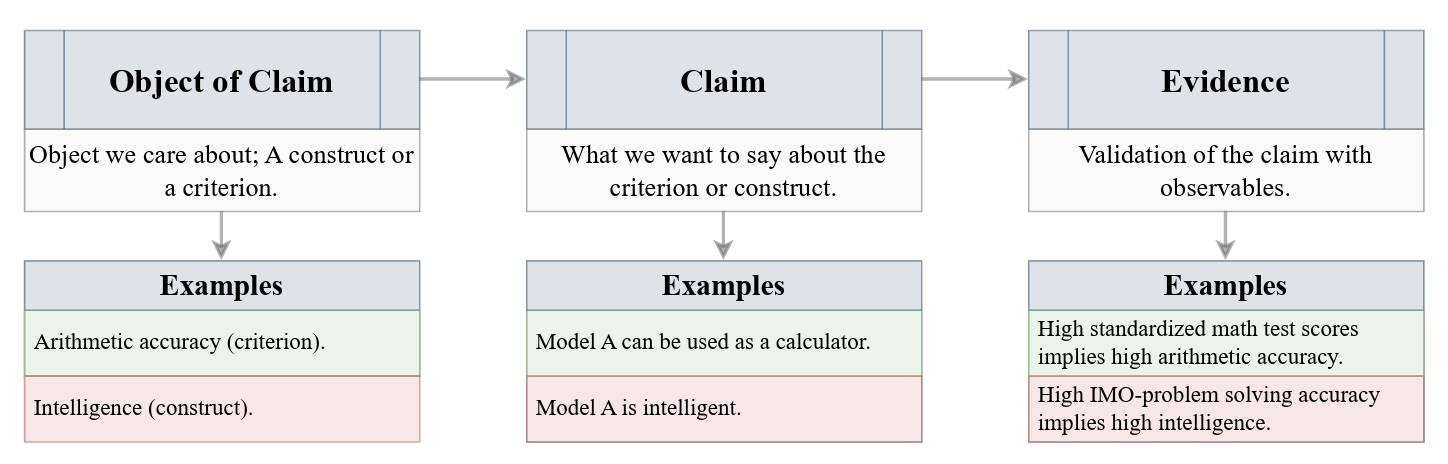 Object of Claim
Object we care about; A construct or
a criterion.
Examples
Arithmetic accuracy (criterion).
Intelligence (construct).
Claim
What we want to say about the
criterion or construct.
Examples
Model A can be used as a calculator.
Model A is intelligent.
Evidence
Validation of the claim with
observables.
Examples
High standardized math test scores
implies high arithmetic accuracy.
High IMO-problem solving accuracy
implies high intelligence.